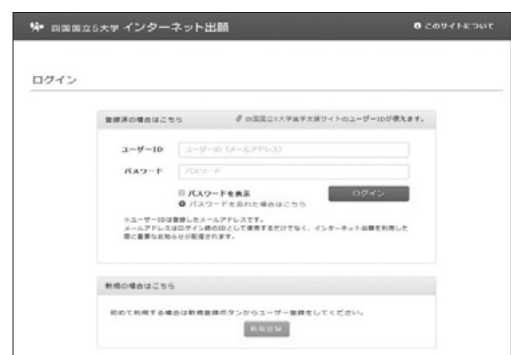 四国国立5大学 インターネット出願
このサイトについて
ログイン
登録済の場合はこちら
四国国立5大学進学支援サイトのユーザーIDが使えます。
ユーザーID
ユーザーID (メールアドレス)
パスワード
パスワード
パスワードを表示
ログイン
パスワードを忘れた場合はこちら
※ユーザーIDは登録したメールアドレスです。
メールアドレスはログイン時のIDとして使用するだけでなく、インターネット出願を利用した
際に重要なお知らせが配信されます。
新規の場合はこちら
初めて利用する場合は新規登録ボタンからユーザー登録をしてください。
新規登録